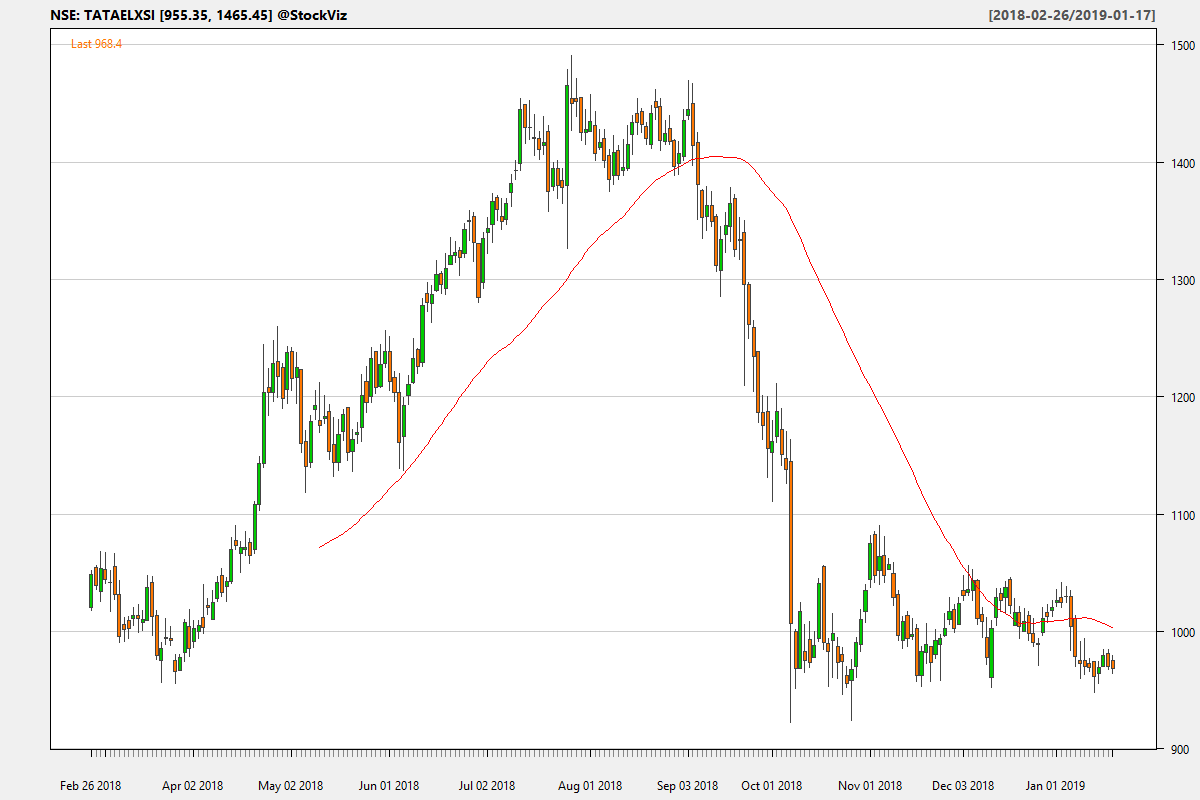 NSE: TATAELXSI [955.35, 1465.45] @StockViz
[2018-02-26/2019-01-17]
Last 968.4
1500
1400
1300
1200
1100
1000
900
Feb 26 2018
Apr 02 2018
May 02 2018
Jun 01 2018
Jul 02 2018
Aug 01 2018
Sep 03 2018
Oct 01 2018
Nov 01 2018
Dec 03 2018
Jan 01 2019